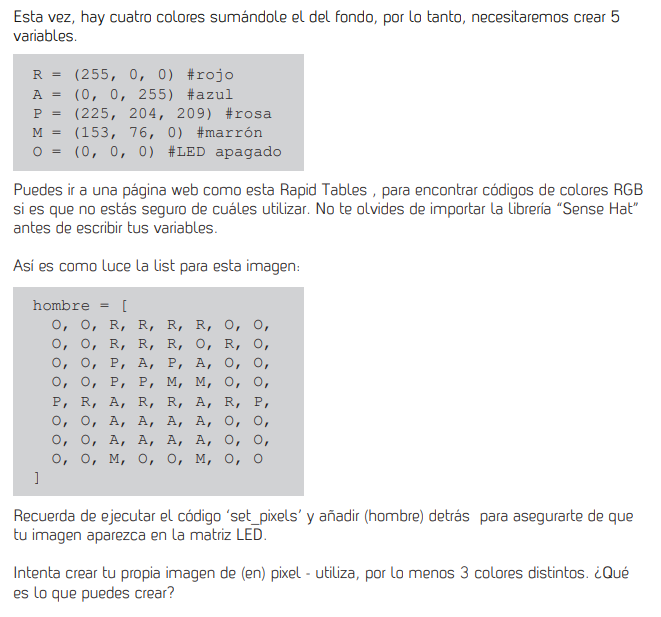 Esta vez, hay cuatro colores sumándole el del fondo, por lo tanto, necesitaremos crear 5
variables.
R = (255, 0, 0) #rojo
A = (0, 0, 255) #azul
P = (225, 204, 209) #rosa
M = (153, 76, 0) #marrón
O = (0, 0, 0) #LED apagado
Puedes ir a una página web como esta Rapid Tables , para encontrar códigos de colores RGB
si es que no estás seguro de cuáles utilizar. No te olvides de importar la librería “Sense Hat”
antes de escribir tus variables.
Así es como luce la list para esta imagen:
hombre = [
O, O, R, R, R, R, O, O,
O, O, R, R, R, O, R, O,
O, O, P, A, P, A, O, O,
O, O, P, P, M, M, O, O,
P, R, A, R, R, A, R, P,
O, O, A, A, A, A, O, O,
O, O, A, A, A, A, O, O,
O, O, M, O, O, M, O, O
]
Recuerda de ejecutar el código ‘set_pixels’ y añadir (hombre) detrás para asegurarte de que
tu imagen aparezca en la matriz LED.
Intenta crear tu propia imagen de (en) pixel - utiliza, por lo menos 3 colores distintos. ¿Qué
es lo que puedes crear?